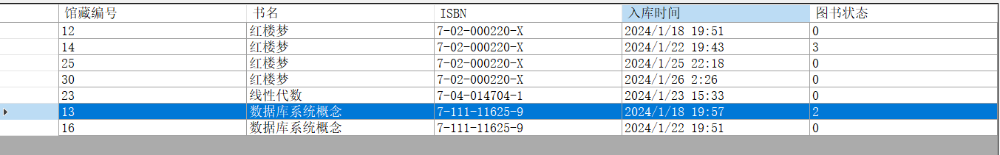 馆藏编号 书名 ISBN 入库时间 图书状态
12 红楼梦 7-02-000220-X 2024/1/18 19:51 0
14 红楼梦 7-02-000220-X 2024/1/22 19:43 3
25 红楼梦 7-02-000220-X 2024/1/25 22:18 0
30 红楼梦 7-02-000220-X 2024/1/26 2:26 0
23 线性代数 7-04-014704-1 2024/1/23 15:33 0
13 数据库系统概念 7-111-11625-9 2024/1/18 19:57 2
16 数据库系统概念 7-111-11625-9 2024/1/22 19:51 0